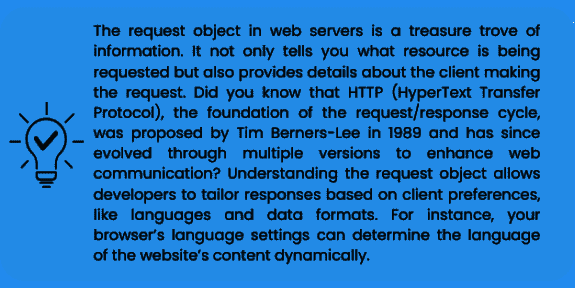 The request object in web servers is a treasure trove of
information. It not only tells you what resource is being
requested but also provides details about the client making
the request. Did you know that HTTP (HyperText Transfer
Protocol), the foundation of the request/response cycle,
was proposed by Tim Berners-Lee in 1989 and has since
evolved through multiple versions to enhance web
communication? Understanding the request object allows
developers to tailor responses based on client preferences,
like languages and data formats. For instance, your
browser's language settings can determine the language
of the website's content dynamically.